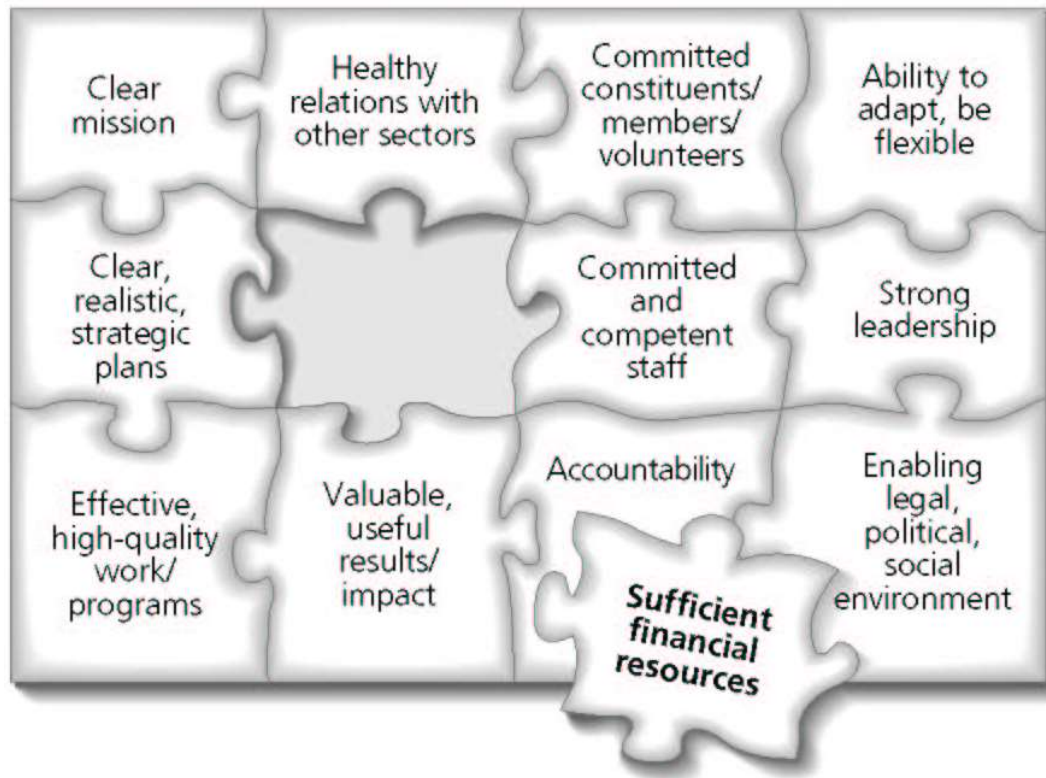 Clear
mission
Healthy
relations with
other sectors
Committed
constituents/
members/
volunteers
Ability to
adapt, be
flexible
Clear,
realistic,
strategic
plans
Committed
and
competent
staff
Strong
leadership
Effective,
high-quality
work/
programs
Valuable,
useful
results/
impact
Accountability
Enabling
legal,
political,
social
environment
Sufficient
financial
resources